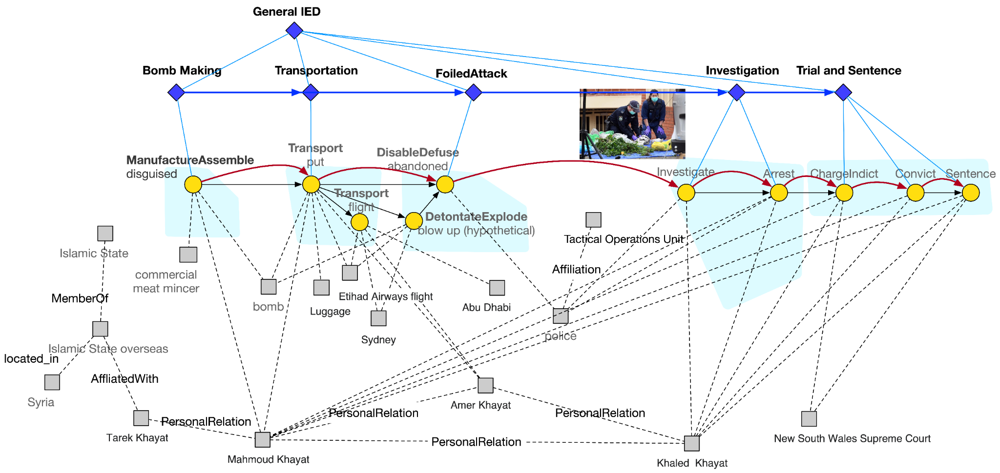 General IED
Bomb Making
Transportation
FoiledAttack
Investigation
Trial and Sentence
ManufactureAssemble
disguised
Transport
put
DisableDefuse
abandoned
Investigate
Arrest
ChargeIndict
Convict
Sentence
Transport
flight
DetontateExplode
blow up (hypothetical)
Tactical Operations Unit
Islamic State
commercial
meat mincer
Affiliation
MemberOf
bomb
Luggage
Etihad Airways flight
Abu Dhabi
Sydney
police
Islamic State overseas
located_in
AffliatedWith
Syria
Amer Khayat
PersonalRelation
PersonalRelation
PersonalRelation
Tarek Khayat
PersonalRelation
New South Wales Supreme Court
Mahmoud Khayat
Khaled  Khayat